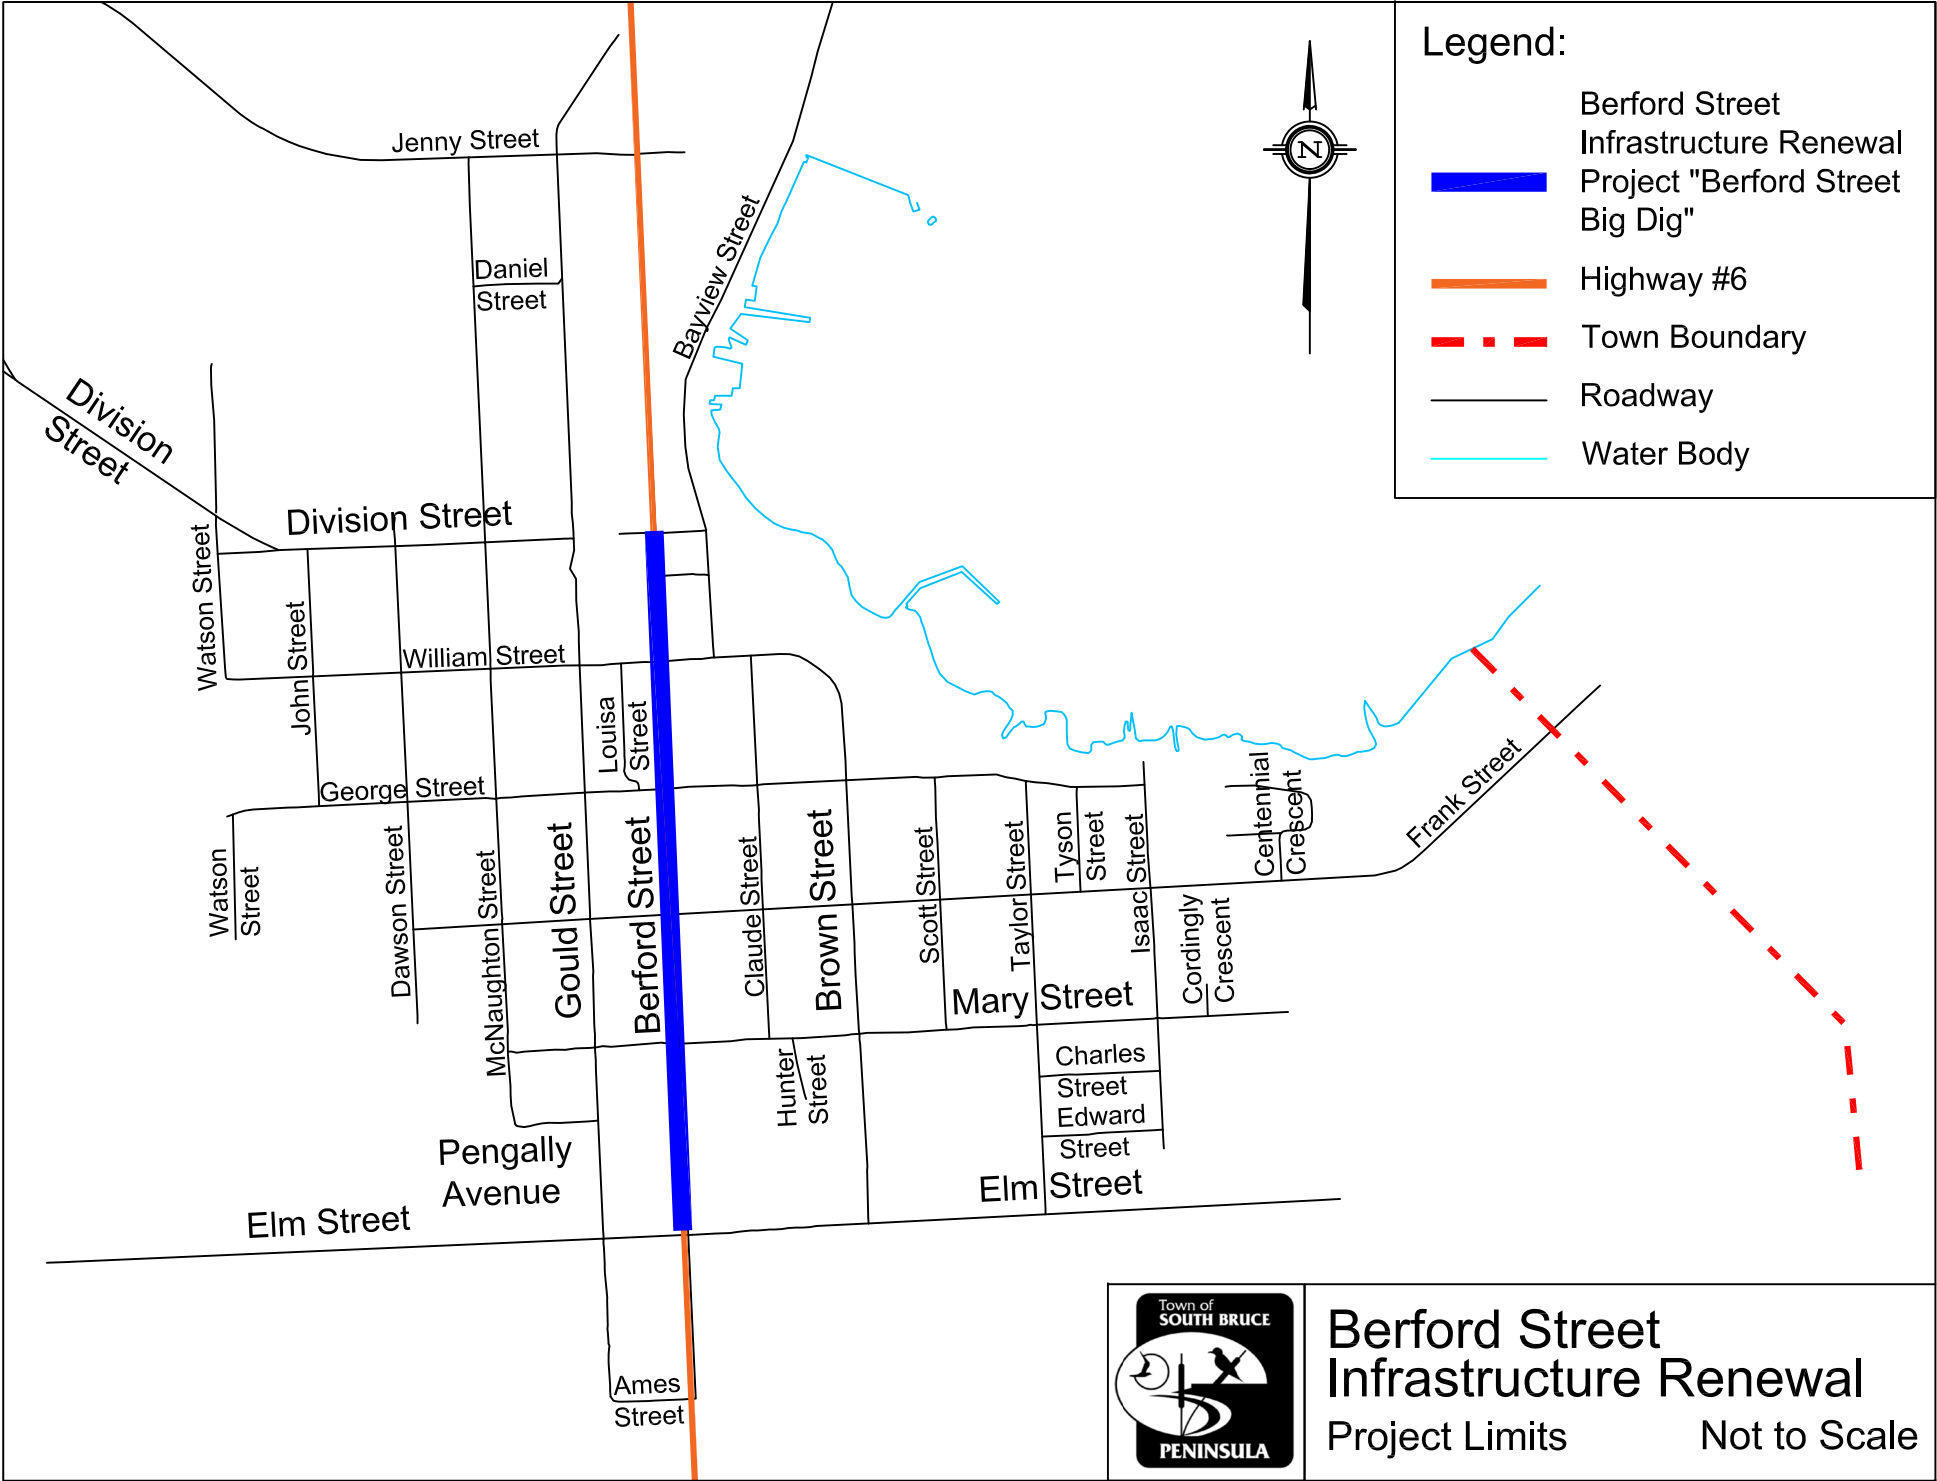 Legend:
Berford Street
Infrastructure Renewal
Project "Berford Street
Big Dig"
Highway #6
Town Boundary
Roadway
Water Body
N
Jenny Street
Daniel
Street
Bayview Street
Division
Street
Division Street
Watson Street
John Street
William Street
Louisa
Street
George Street
Watson
Street
Dawson Street
McNaughton Street
Gould Street
Berford Street
Claude Street
Brown Street
Scott Street
Taylor Street
Tyson
Street
Isaac Street
Centennial
Crescent
Frank Street
Cordingly
Crescent
Mary Street
Hunter
Street
Charles
Street
Edward
Street
Pengally
Avenue
Elm Street
Elm Street
Ames
Street
Town of
SOUTH BRUCE
PENINSULA
Berford Street
Infrastructure Renewal
Project Limits
Not to Scale